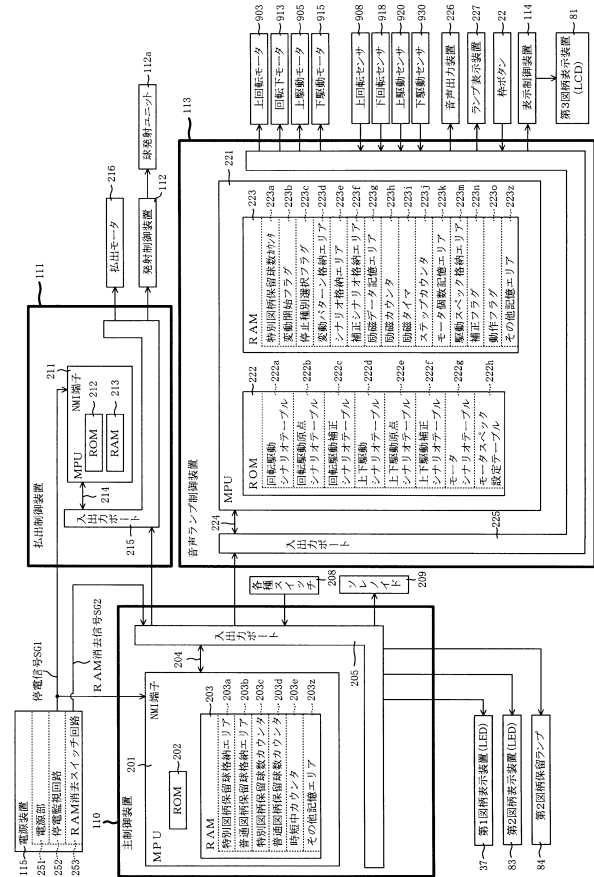 115
電源装置
251
電源部
252
停電監視回路
253
RAM消去スイッチ回路
停電信号SG1
RAM消去信号SG2
110
主制御装置
201
MPU
NMI端子
ROM
202
RAM
203
特別図柄保留球格納エリア
203a
普通図柄保留球格納エリア
203b
特別図柄保留球数カウンタ
203c
普通図柄保留球数カウンタ
203d
時短中カウンタ
203e
その他記憶エリア
203z
204
入出力ポート
205
各種スイッチ
208
ソレノイド
209
37
第1図柄表示装置(LED)
83
第2図柄表示装置(LED)
84
第2図柄保留ランプ
111
払出制御装置
211
MPU
NMI端子
ROM
212
RAM
213
214
入出力ポート
215
払出モータ
216
発射制御装置
112
球発射ユニット
112a
113
音声ランプ制御装置
221
MPU
ROM
222
回転駆動
シナリオテーブル
222a
回転駆動原点
シナリオテーブル
222b
回転駆動補正
シナリオテーブル
222c
上下駆動
シナリオテーブル
222d
上下駆動原点
シナリオテーブル
222e
上下駆動補正
シナリオテーブル
222f
モータ
シナリオテーブル
222g
モータスペック
設定テーブル
222h
RAM
223
特別図柄保留球数カウンタ
223a
変動開始フラグ
223b
停止種別選択フラグ
223c
変動パターン格納エリア
223d
シナリオ格納エリア
223e
補正シナリオ格納エリア
223f
励磁データ記憶エリア
223g
励磁カウンタ
223h
励磁タイマ
223i
ステップカウンタ
223j
モータ個数記憶エリア
223k
駆動スペック格納エリア
223m
補正フラグ
223n
動作フラグ
223o
その他記憶エリア
223z
224
入出力ポート
225
上回転モータ
903
回転下モータ
913
上駆動モータ
905
下駆動モータ
915
上回転センサ
908
下回転センサ
918
上駆動センサ
920
下駆動センサ
930
音声出力装置
226
ランプ表示装置
227
枠ボタン
22
表示制御装置
114
第3図柄表示装置
(LCD)
81